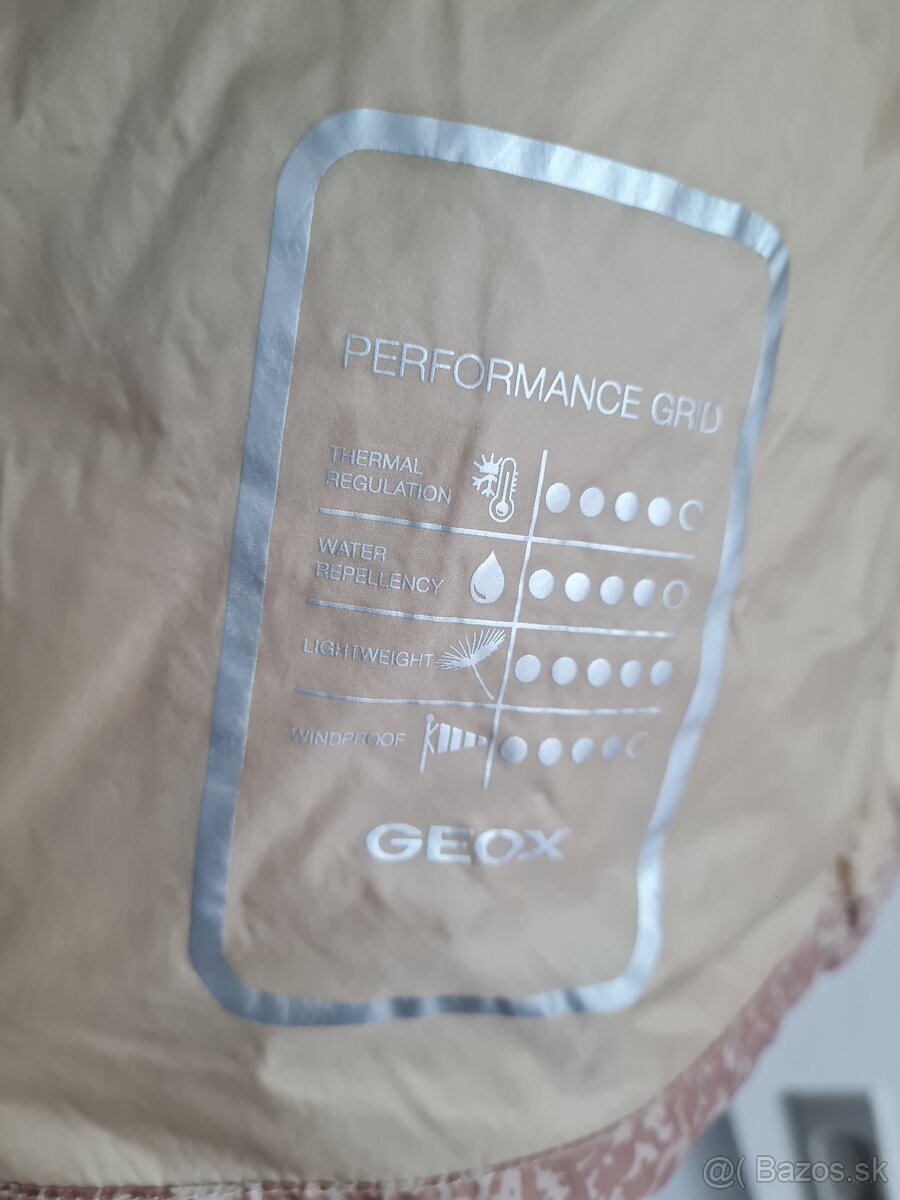 PERFORMANCE GRID
THERMAL
REGULATION
WATER
REPELLENCY
LIGHTWEIGHT
WINDPROOF
GEOX
@( Bazos.sk